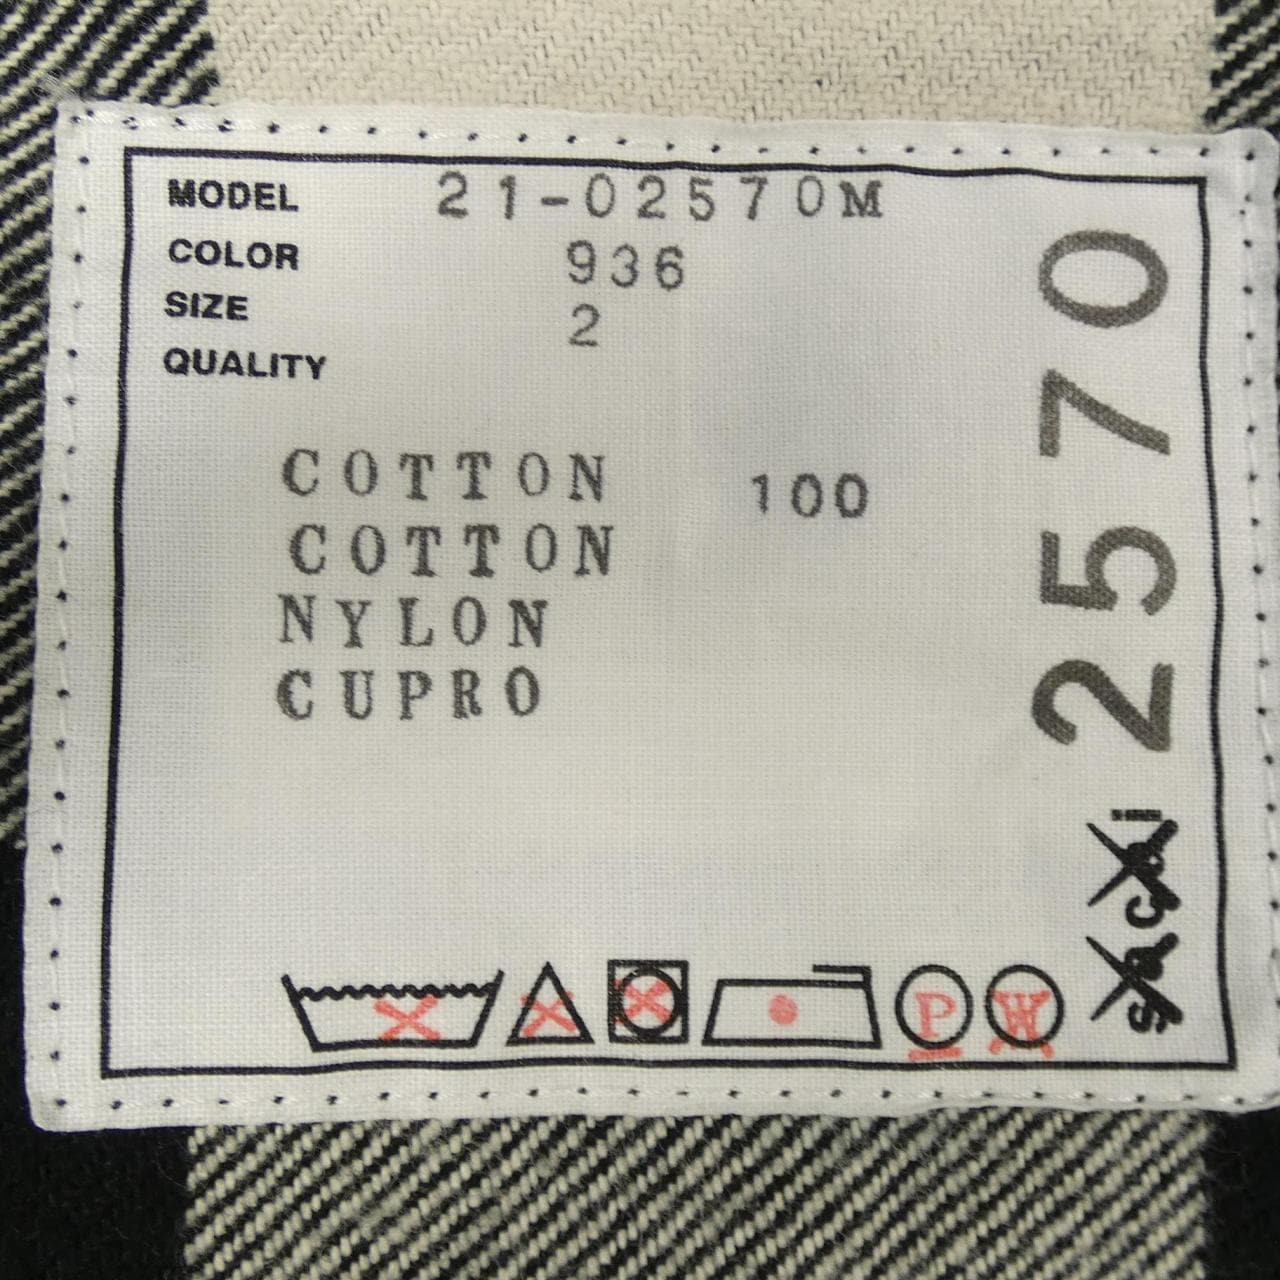 MODEL 21-02570M
COLOR 936
SIZE 2
QUALITY
COTTON 100
COTTON
NYLON
CUPRO
2570
sacai
P
W